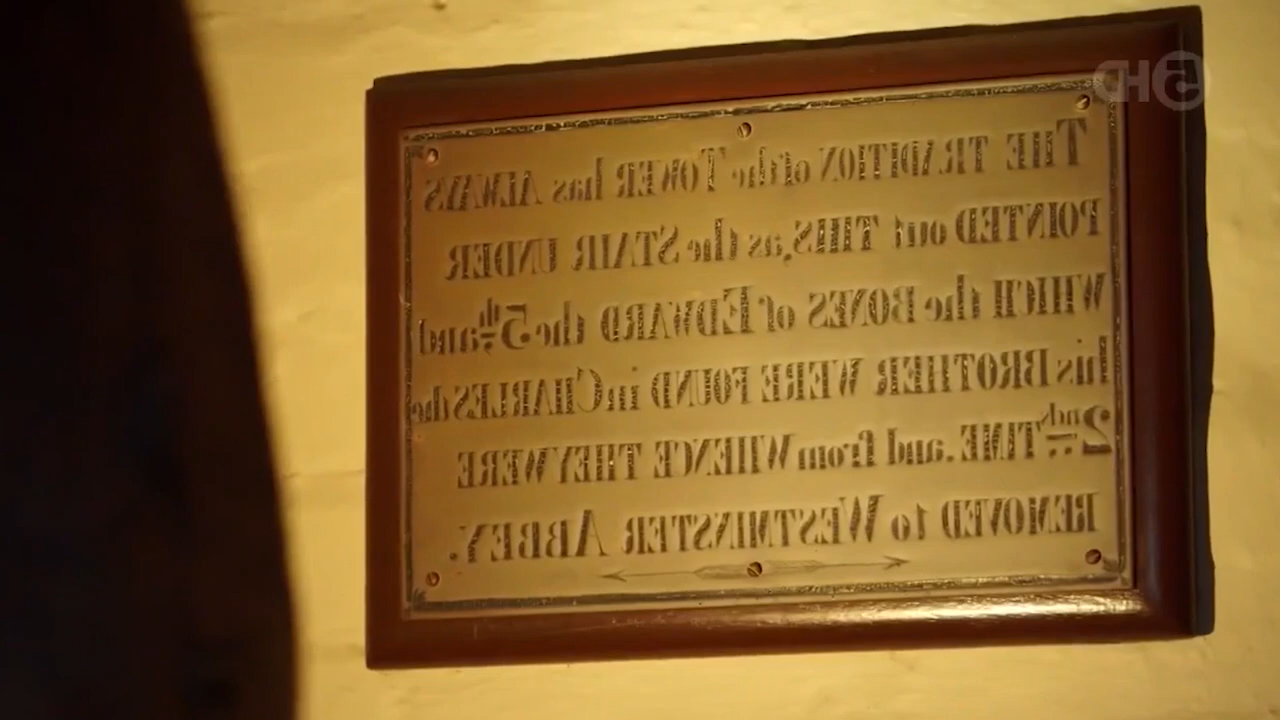 THE TRADITION of the TOWER has ALWAYS
POINTED out THIS, as the STAIR UNDER
WHICH the BONES of EDWARD the 5th and
his BROTHER WERE FOUND in CHARLES the
2nds TIME. and from WHENCE THEY WERE
REMOVED to WESTMINSTER ABBEY.
5HD